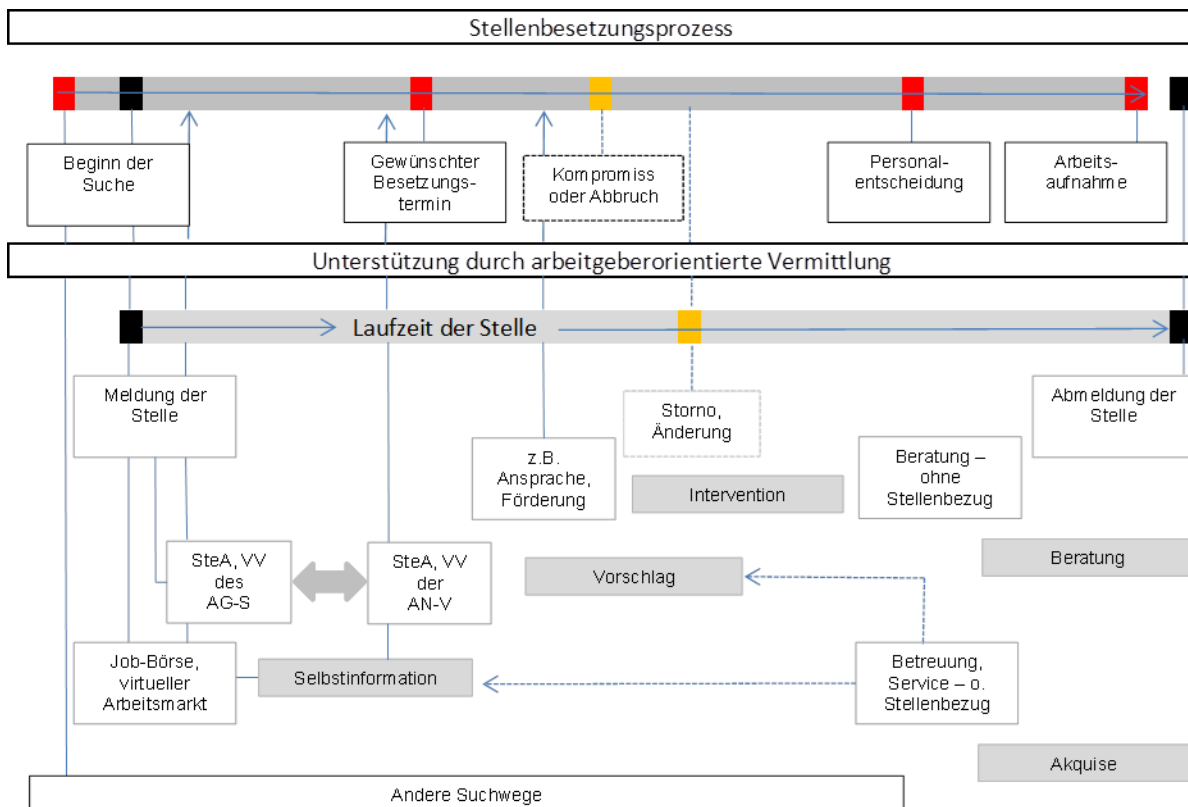 Stellenbesetzungsprozess
Beginn der
Suche
Gewünschter
Besetzungs-
termin
Kompromiss
oder Abbruch
Personal-
entscheidung
Arbeits-
aufnahme
Unterstützung durch arbeitgeberorientierte Vermittlung
Laufzeit der Stelle
Meldung der
Stelle
Storno,
Änderung
Abmeldung der
Stelle
z.B.
Ansprache,
Förderung
Intervention
Beratung –
ohne
Stellenbezug
SteA, VV
des
AG-S
SteA, VV
der
AN-V
Vorschlag
Beratung
Job-Börse,
virtueller
Arbeitsmarkt
Selbstinformation
Betreuung,
Service – o.
Stellenbezug
Akquise
Andere Suchwege